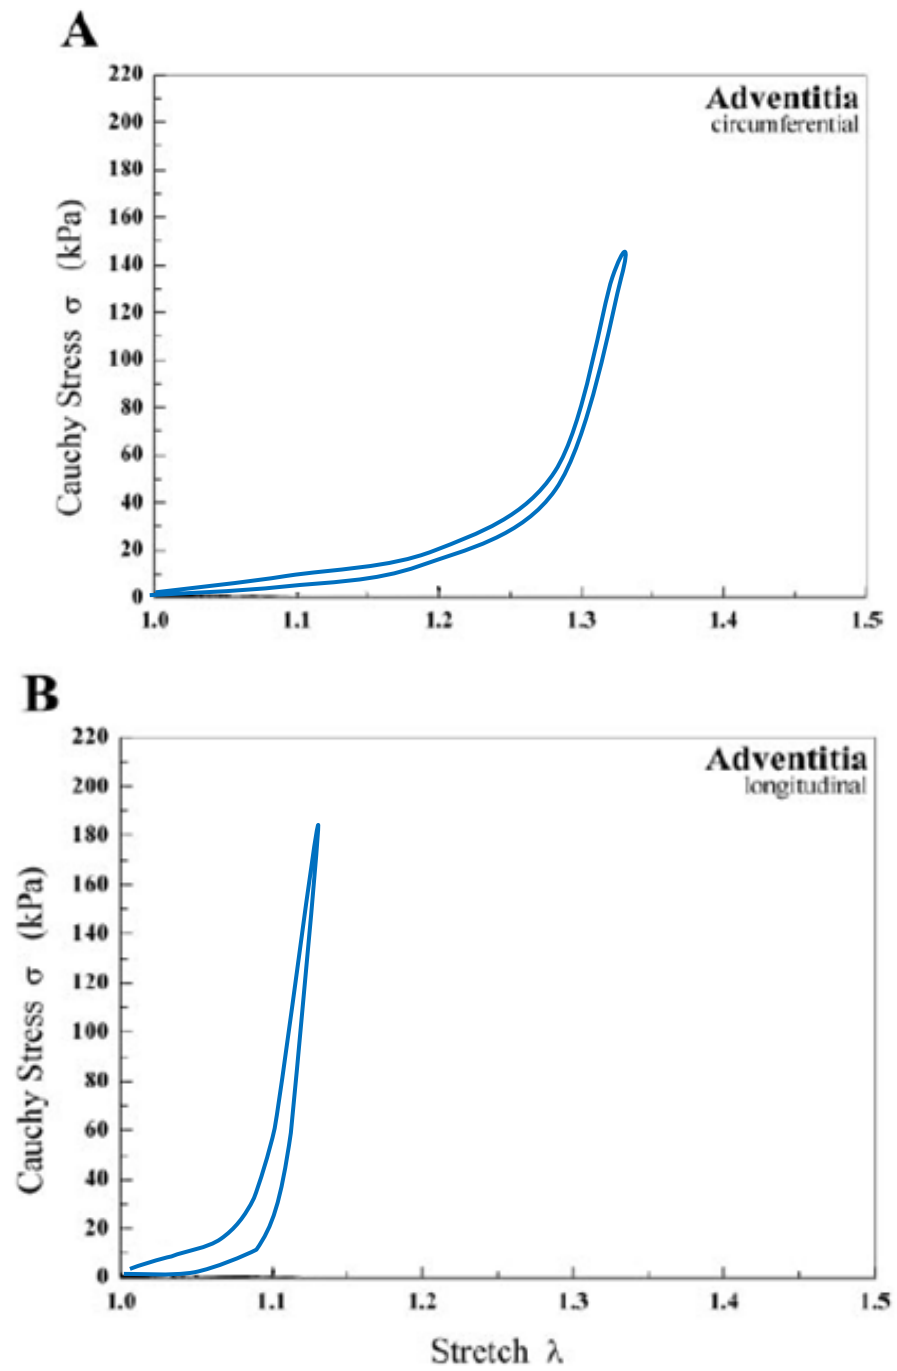 A
220
200
180
160
140
120
100
80
60
40
20
0
Cauchy Stress σ (kPa)
Adventitia
circumferential
1.0 1.1 1.2 1.3 1.4 1.5
B
220
200
180
160
140
120
100
80
60
40
20
0
Cauchy Stress σ (kPa)
Adventitia
longitudinal
1.0 1.1 1.2 1.3 1.4 1.5
Stretch λ